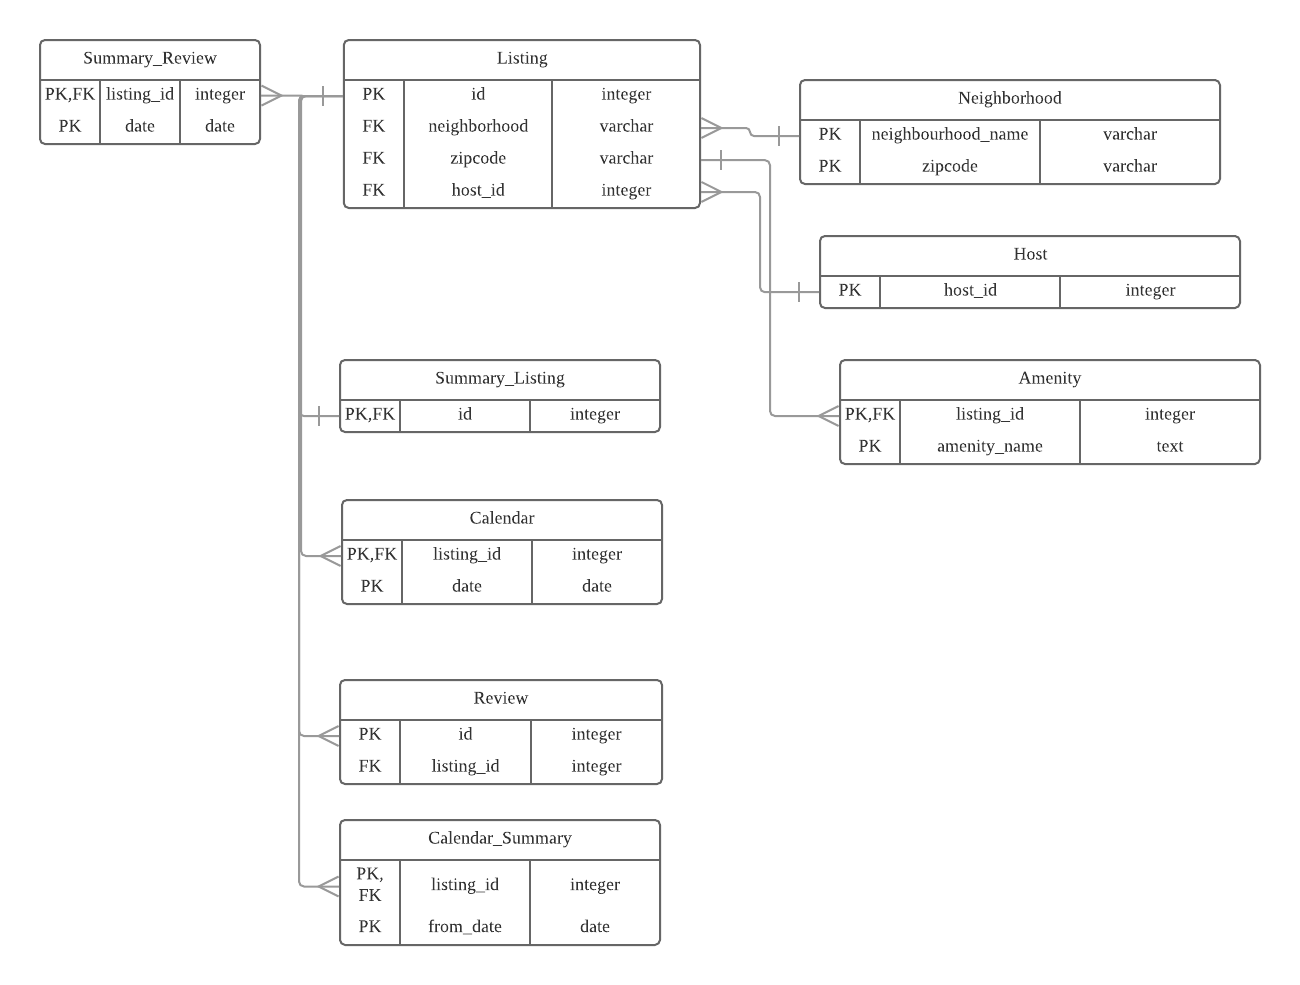 Summary_Review
PK,FK listing_id integer
PK date date
Listing
PK id integer
FK neighborhood varchar
FK zipcode varchar
FK host_id integer
Neighborhood
PK neighbourhood_name varchar
PK zipcode varchar
Host
PK host_id integer
Summary_Listing
PK,FK id integer
Amenity
PK,FK listing_id integer
PK amenity_name text
Calendar
PK,FK listing_id integer
PK date date
Review
PK id integer
FK listing_id integer
Calendar_Summary
PK,
FK listing_id integer
PK from_date date